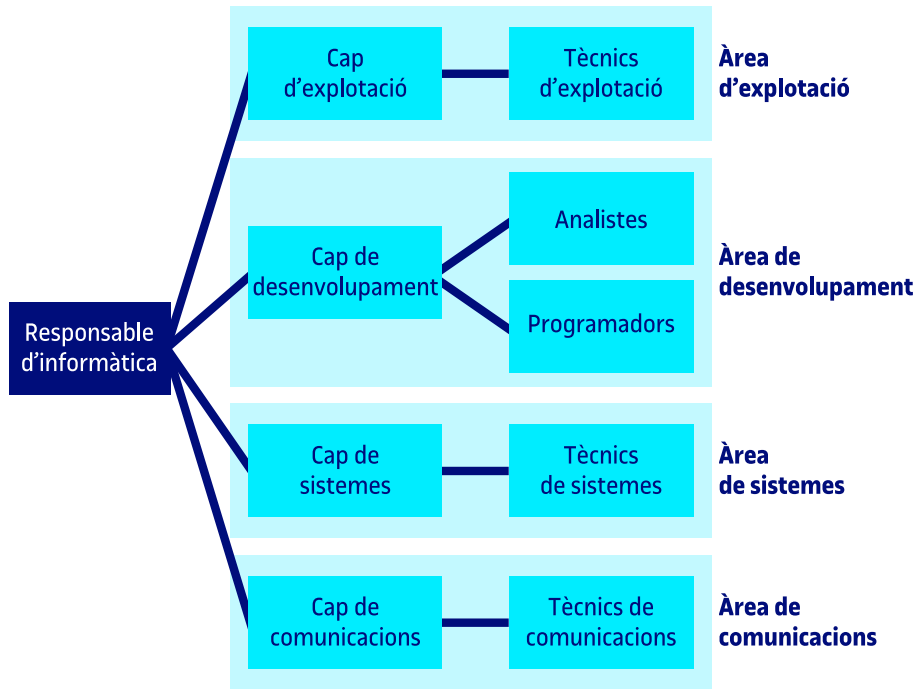 Responsable
d’informàtica
Cap
d’explotació
Tècnics
d’explotació
Àrea
d’explotació
Cap de
desenvolupament
Analistes
Programadors
Àrea de
desenvolupament
Cap de
sistemes
Tècnics
de sistemes
Àrea
de sistemes
Cap de
comunicacions
Tècnics de
comunicacions
Àrea de
comunicacions